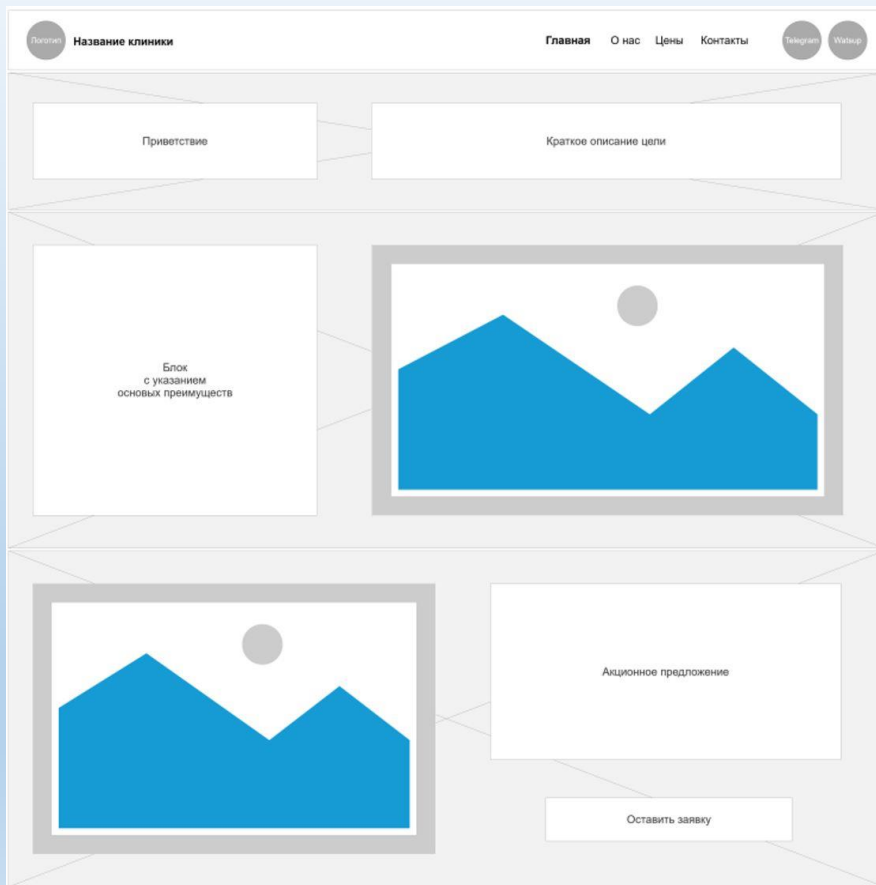 Логотип
Название клиники
Главная
О нас
Цены
Контакты
Telegram
Watsup
Приветствие
Краткое описание цели
Блок
с указанием
основых преимуществ
Акционное предложение
Оставить заявку